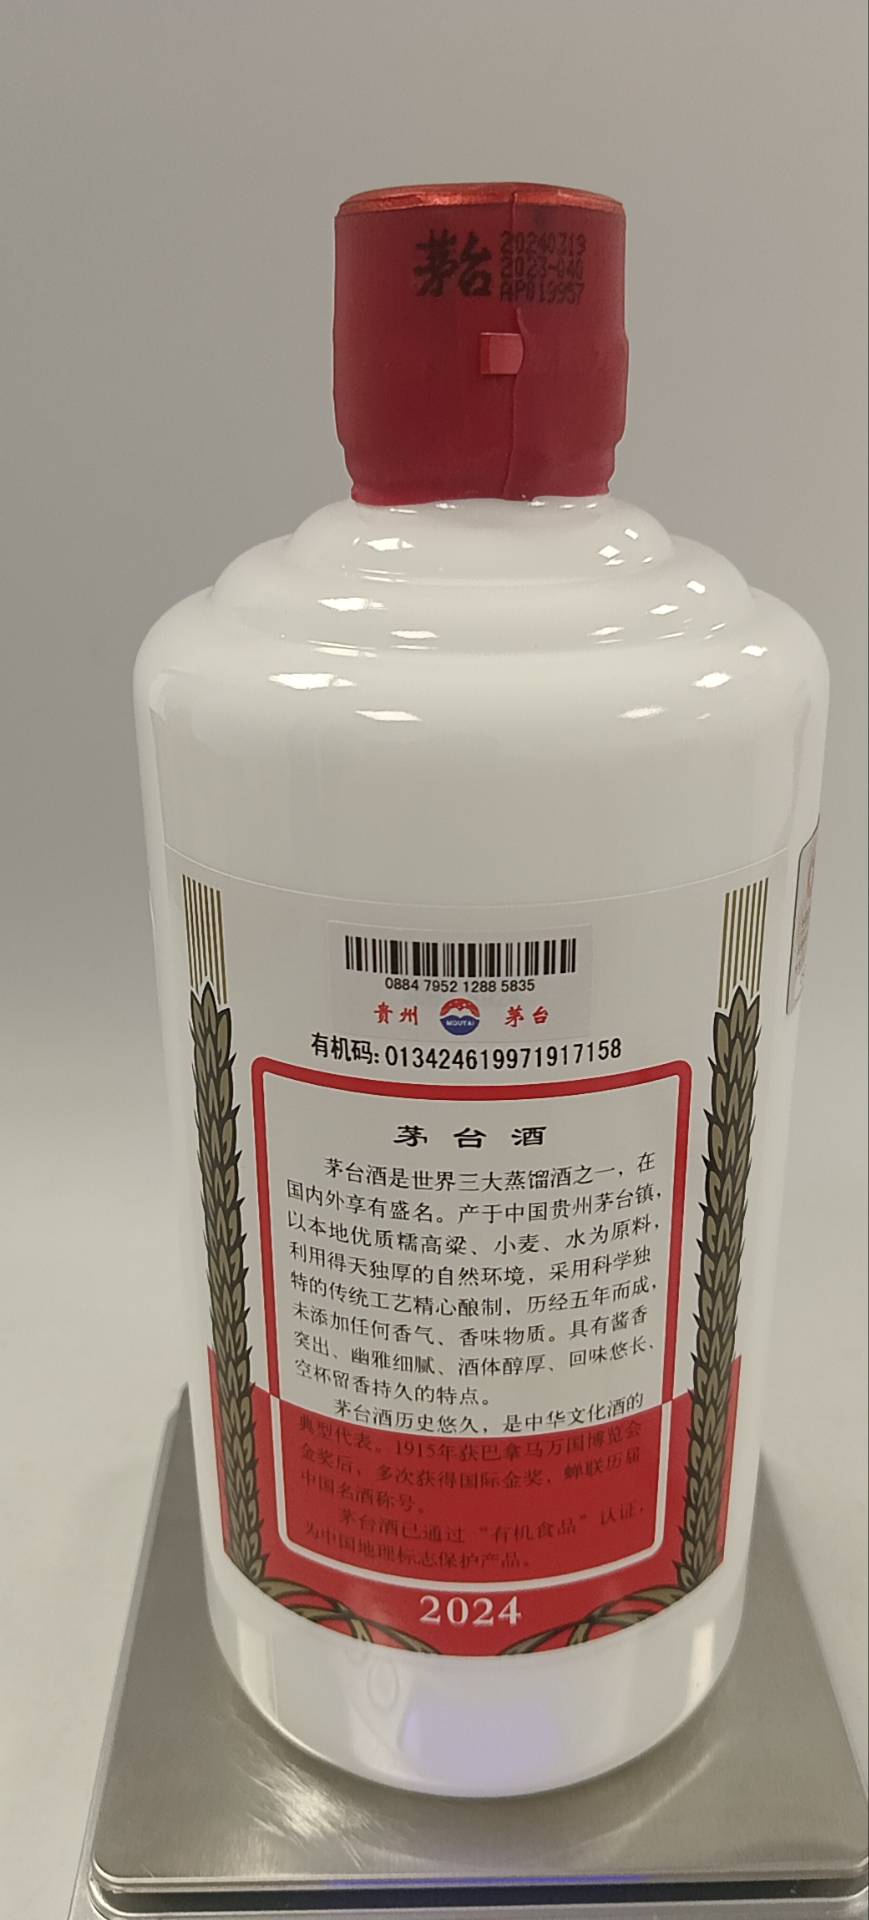 茅台
20240319
2023-040
AP019957
0884 7952 1288 5835
贵州 MOUTAI 茅台
有机码:013424619971917158
茅台酒
茅台酒是世界三大蒸馏酒之一，在
国内外享有盛名。产于中国贵州茅台镇，
以本地优质糯高粱、小麦、水为原料，
利用得天独厚的自然环境，采用科学独
特的传统工艺精心酿制，历经五年而成，
未添加任何香气、香味物质。具有酱香
突出、幽雅细腻、酒体醇厚、回味悠长、
空杯留香持久的特点。
茅台酒历史悠久，是中华文化酒的
典型代表。1915年获巴拿马万国博览会
金奖后，多次获得国际金奖，蝉联历届
中国名酒称号。
茅台酒已通过“有机食品”认证，
为中国地理标志保护产品。
2024